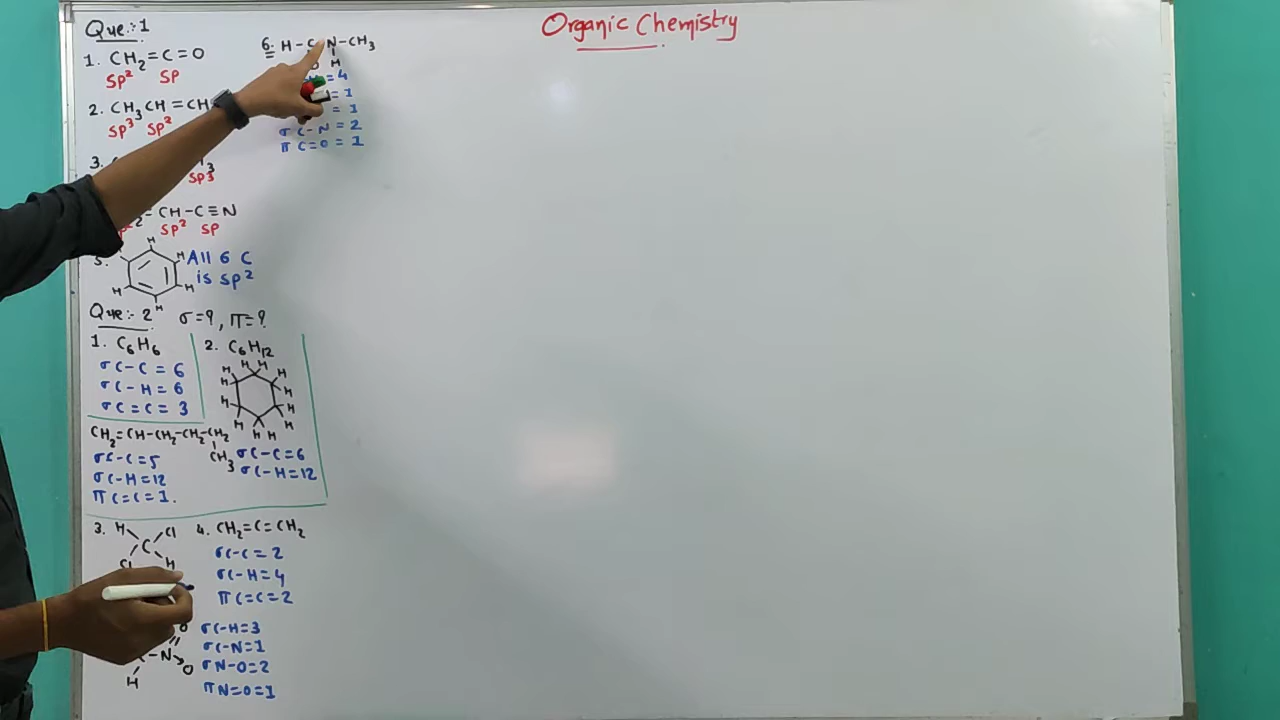 Organic Chemistry
Que:1
1. CH2=C=O
sp2 sp
2. CH3CH=CH
sp3 sp2
3.
sp3
CH-C≡N
sp2 sp
5.
H
H
H
H
H
All 6 C
is sp2
Que:- 2 σ=?, π=?
1. C6H6
σC-C=6
σC-H=6
σC=C=3
2. C6H12
H H
H H
H H
H H
H H
H H
σC-C=6
σC-H=12
CH2=CH-CH2-CH2-CH2
CH3
σC-C=5
σC-H=12
πC=C=1.
3. H Cl
C
Cl H
4. CH2=C=CH2
σC-C=2
σC-H=4
πC=C=2
O
-N→O
H
σC-H=3
σC-N=1
σN-O=2
πN=O=1
6. H-C N-CH3
H
=4
=1
=1
σC-N=2
πC=O=1